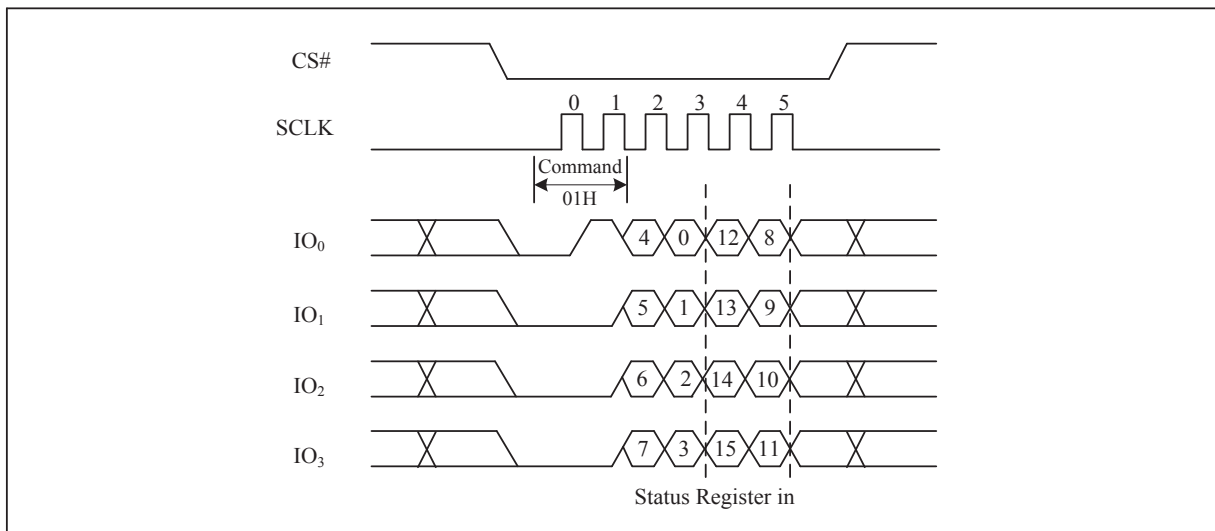 CS#
0 1 2 3 4 5
SCLK
Command
01H
IO0 4 0 12 8
IO1 5 1 13 9
IO2 6 2 14 10
IO3 7 3 15 11
Status Register in